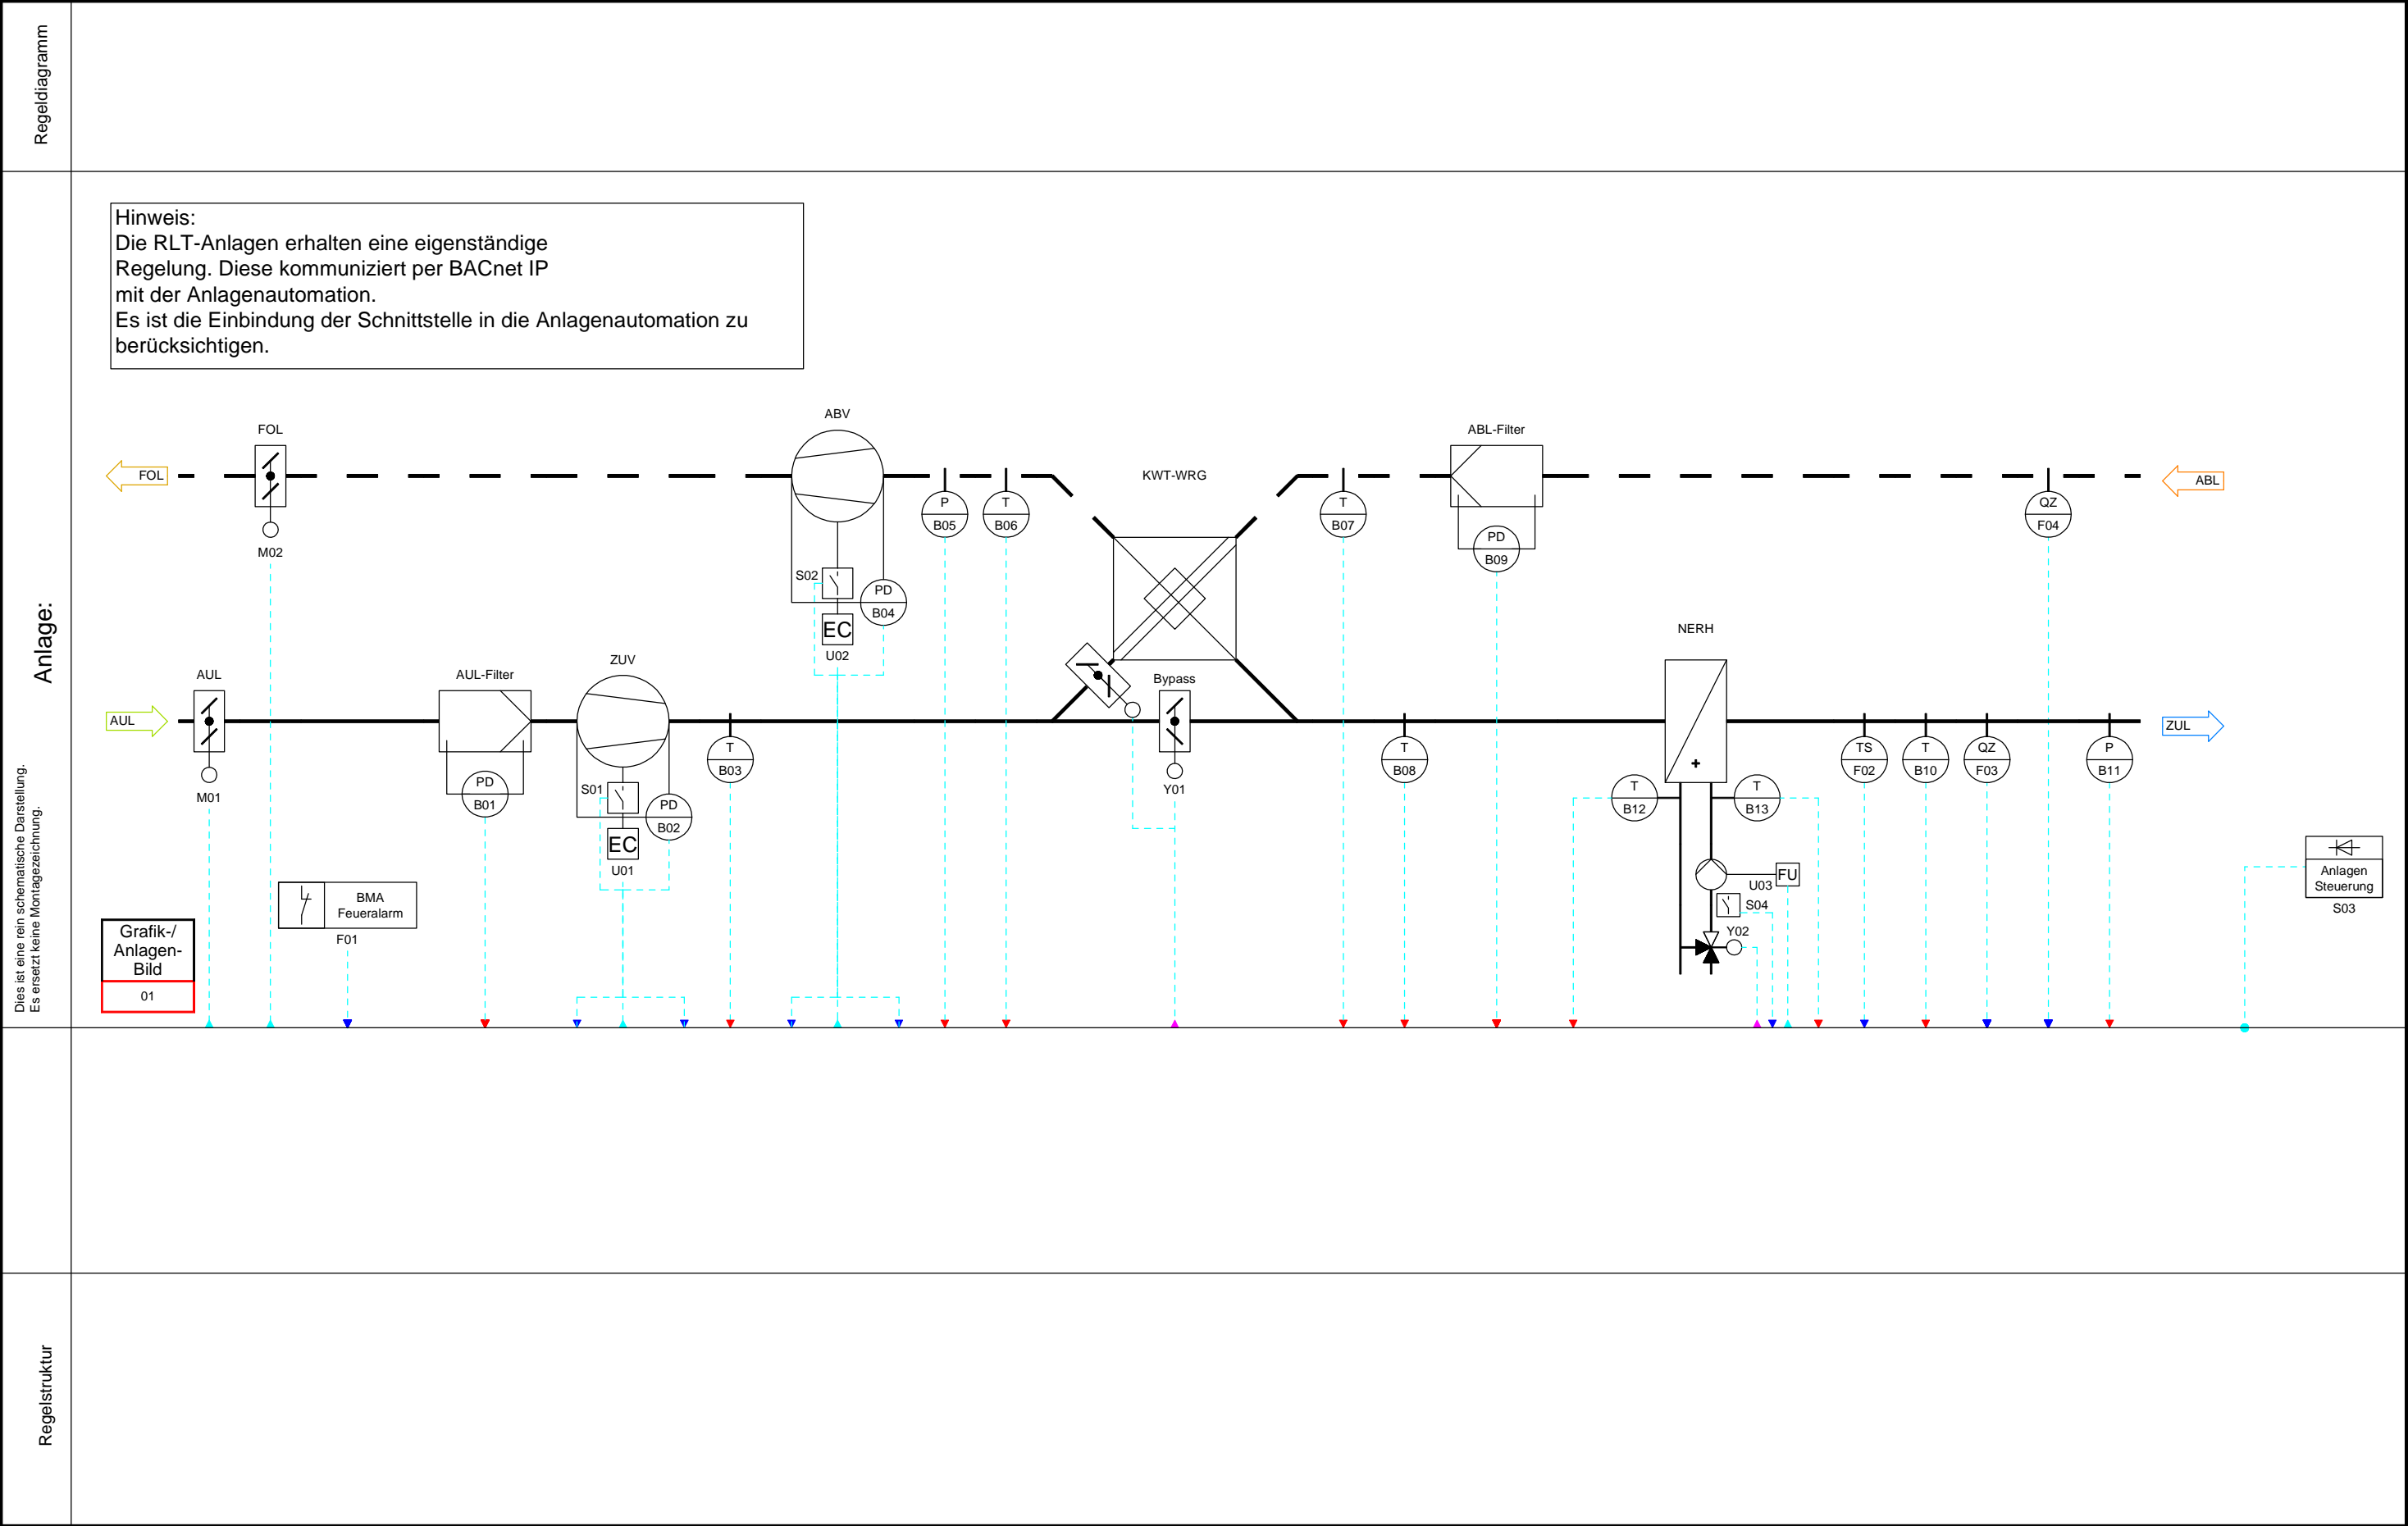 Regeldiagramm
Hinweis:
Die RLT-Anlagen erhalten eine eigenständige
Regelung. Diese kommuniziert per BACnet IP
mit der Anlagenautomation.
Es ist die Einbindung der Schnittstelle in die Anlagenautomation zu
berücksichtigen.
Anlage:
Dies ist eine rein schematische Darstellung.
Es ersetzt keine Montagezeichnung.
ABV
FOL
ABL-Filter
FOL
KWT-WRG
ABL
P
B05
T
B06
T
B07
QZ
F04
M02
PD
B09
S02
PD
B04
EC
U02
NERH
ZUV
AUL
AUL-Filter
Bypass
AUL
ZUL
T
B03
T
B08
TS
F02
T
B10
QZ
F03
P
B11
M01
PD
B01
S01
PD
B02
Y01
T
B12
T
B13
EC
U01
FU
U03
S04
Anlagen
Steuerung
S03
BMA
Feueralarm
F01
Y02
Grafik-/
Anlagen-
Bild
01
Regelstruktur